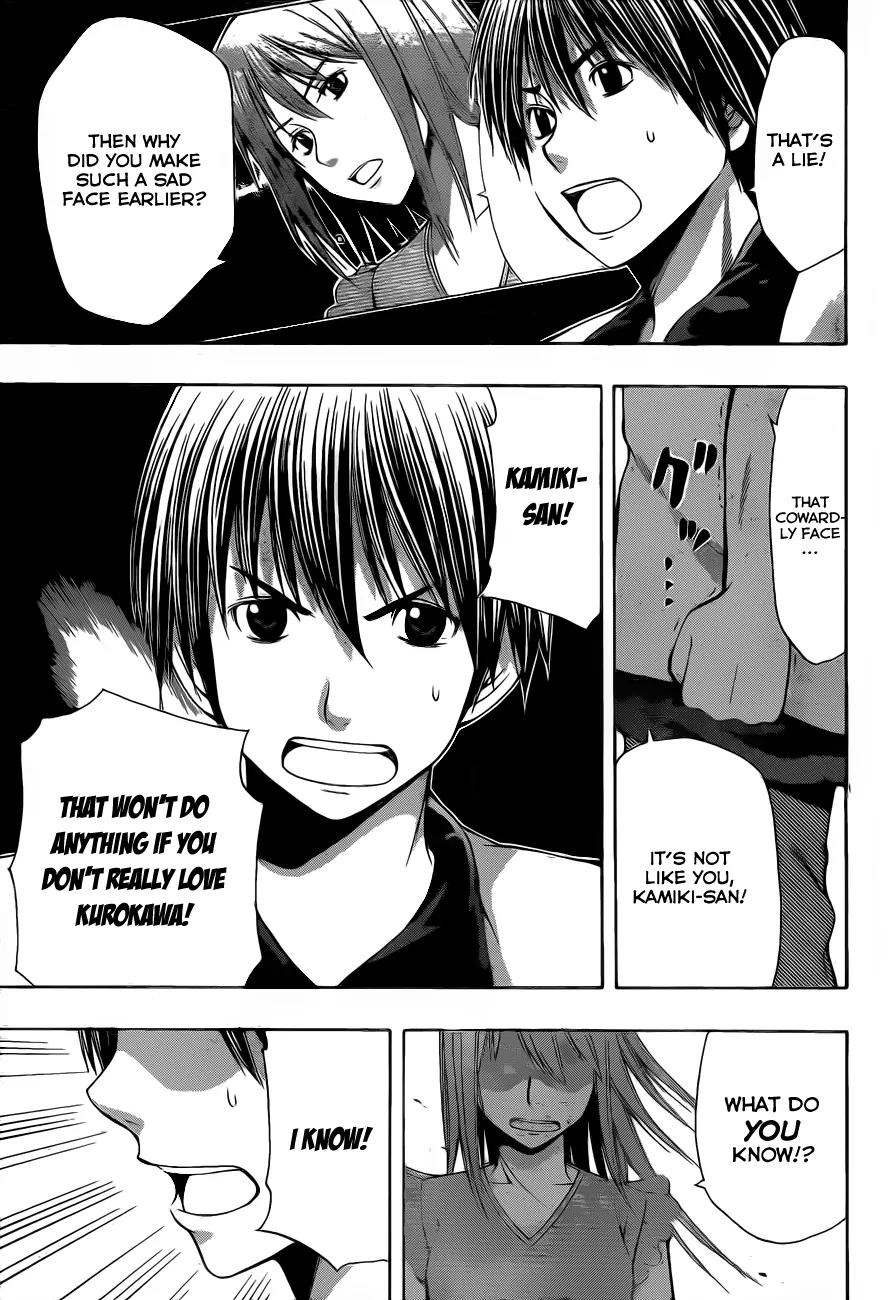 THAT'S
A LIE!
THEN WHY
DID YOU MAKE
SUCH A SAD
FACE EARLIER?
THAT
COWARD-
LY FACE
...
グッ...
IT'S NOT
LIKE YOU,
KAMIKI-SAN!
KAMIKI-
SAN!
THAT WON'T DO
ANYTHING IF YOU
DON'T REALLY LOVE
KUROKAWA!
WHAT DO
YOU
KNOW!?
I KNOW!